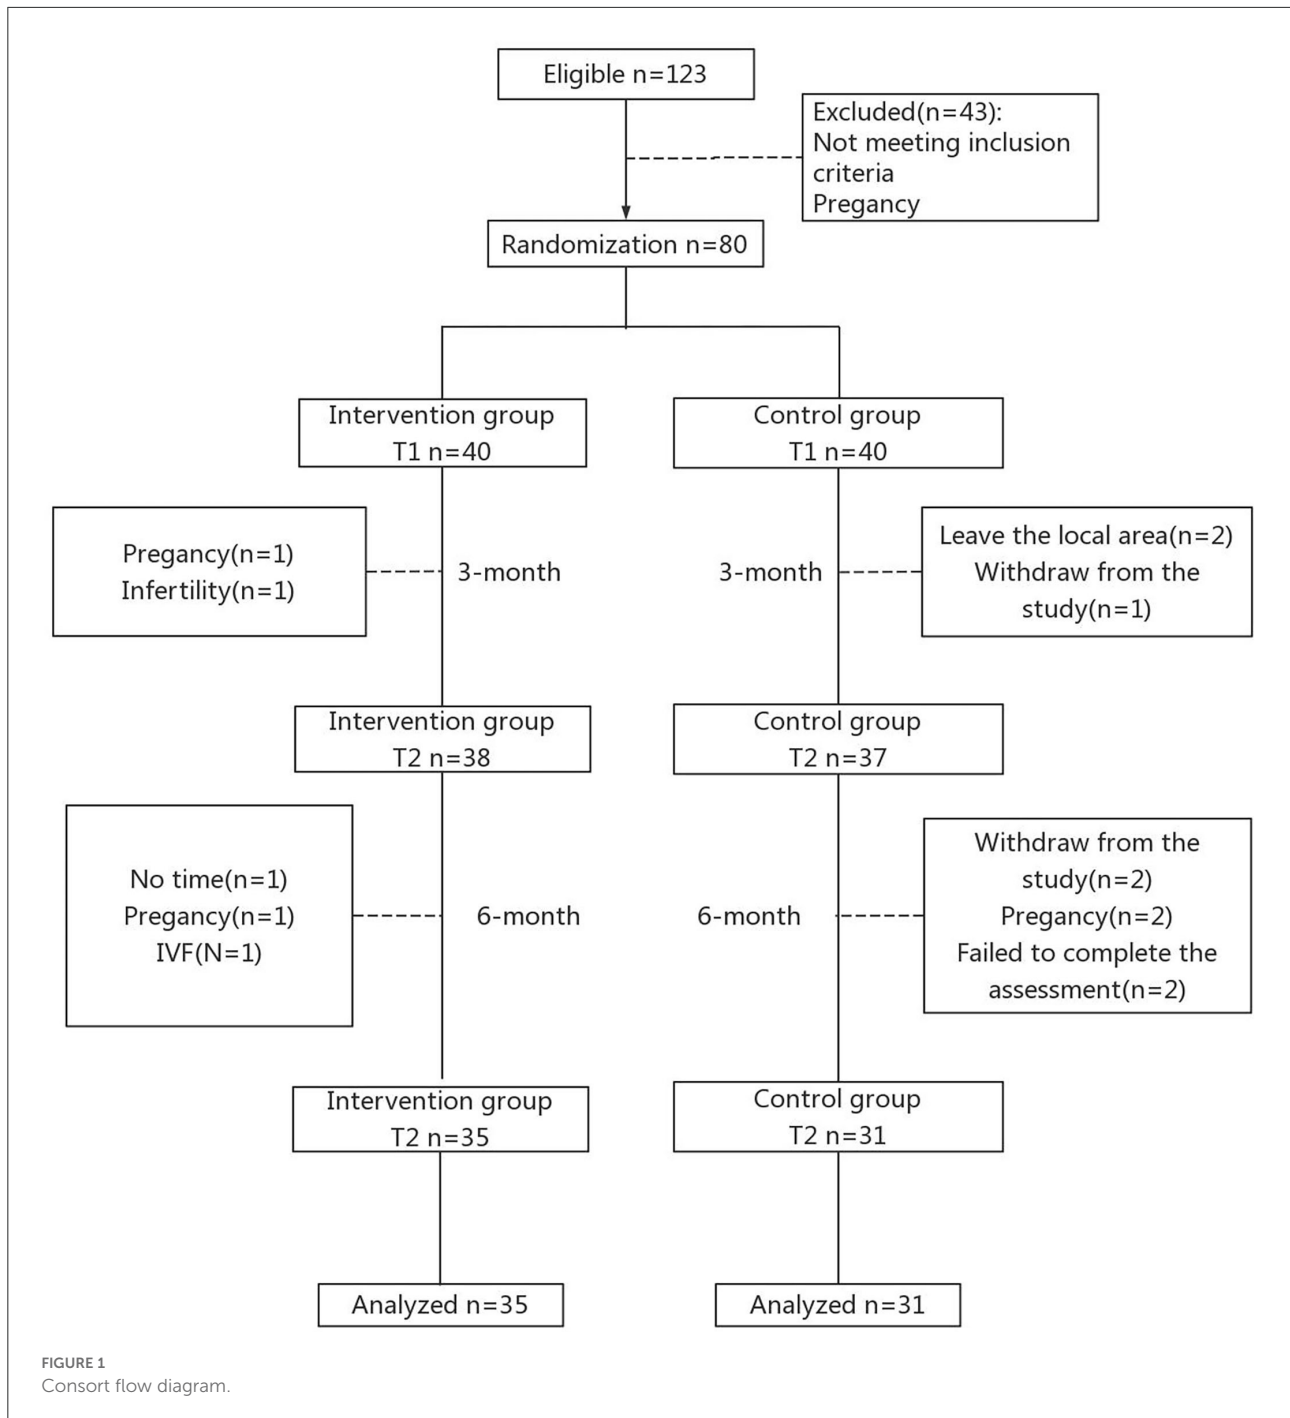 Eligible n=123
Excluded(n=43):
Not meeting inclusion
criteria
Pregancy
Randomization n=80
Intervention group
T1 n=40
Control group
T1 n=40
Pregancy(n=1)
Infertility(n=1)
3-month
3-month
Leave the local area(n=2)
Withdraw from the
study(n=1)
Intervention group
T2 n=38
Control group
T2 n=37
No time(n=1)
Pregancy(n=1)
IVF(N=1)
6-month
6-month
Withdraw from the
study(n=2)
Pregancy(n=2)
Failed to complete the
assessment(n=2)
Intervention group
T2 n=35
Control group
T2 n=31
Analyzed n=35
Analyzed n=31
FIGURE 1
Consort flow diagram.